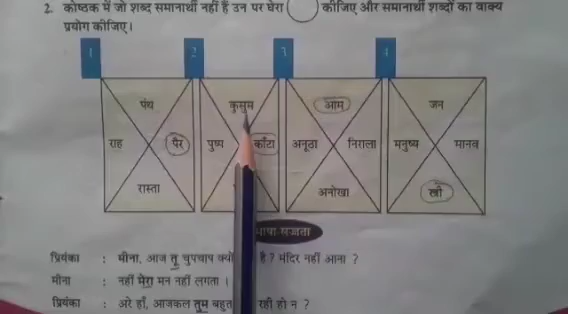 2. कोष्ठक में जो शब्द समानार्थी नहीं हैं उन पर घेरा कीजिए और समानार्थी शब्दों का वाक्य
प्रयोग कीजिए।
1 2 3 4
पंथ कुसुम आम जन
राह पैर पुष्प काँटा अनूठा निराला मनुष्य मानव
रास्ता अनोखा स्त्री
भाषा-सज्जता
प्रियंका : मीना, आज तू चुपचाप क्यों है ? मंदिर नहीं आना ?
मीना : नहीं मेरा मन नहीं लगता ।
प्रियंका : अरे हाँ, आजकल तुम बहुत रही हो न ?